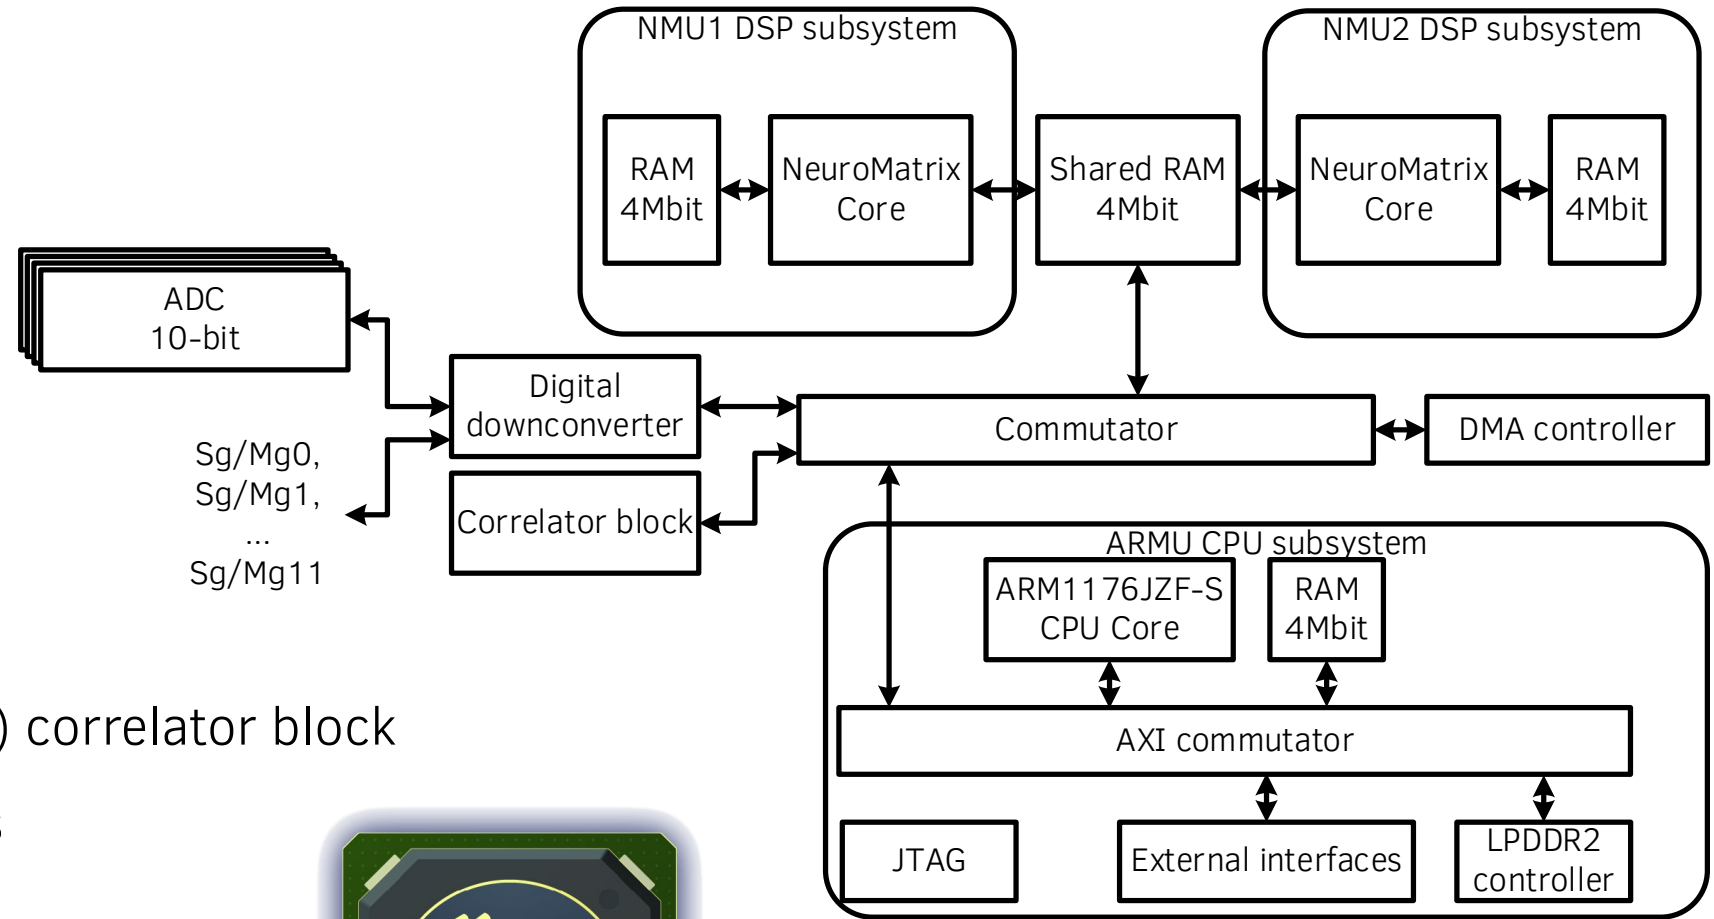 NMU1 DSP subsystem
NMU2 DSP subsystem
RAM
4Mbit
NeuroMatrix
Core
Shared RAM
4Mbit
NeuroMatrix
Core
RAM
4Mbit
ADC
10-bit
Digital
downconverter
Commutator
DMA controller
Sg/Mg0,
Sg/Mg1,
...
Sg/Mg11
Correlator block
ARMU CPU subsystem
ARM1176JZF-S
CPU Core
RAM
4Mbit
AXI commutator
JTAG
External interfaces
LPDDR2
controller
) correlator block
s